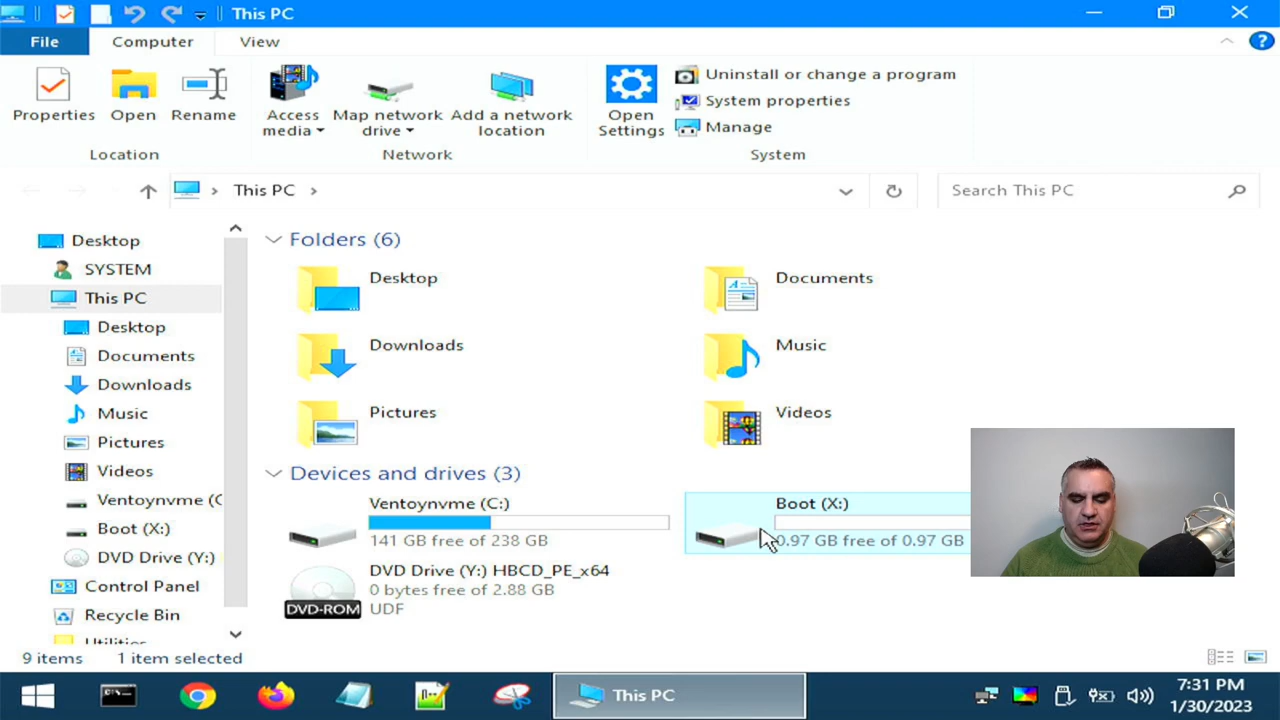 This PC
File
Computer
View
Properties
Open
Rename
Access media
Map network drive
Add a network location
Open Settings
Uninstall or change a program
System properties
Manage
Location
Network
System
This PC
Search This PC
Desktop
SYSTEM
This PC
Desktop
Documents
Downloads
Music
Pictures
Videos
Ventoynvme (C
Boot (X:)
DVD Drive (Y:)
Control Panel
Recycle Bin
Utilities
Folders (6)
Desktop
Documents
Downloads
Music
Pictures
Videos
Devices and drives (3)
Ventoynvme (C:)
141 GB free of 238 GB
Boot (X:)
0.97 GB free of 0.97 GB
DVD Drive (Y:) HBCD_PE_x64
0 bytes free of 2.88 GB
UDF
DVD-ROM
9 items
1 item selected
This PC
7:31 PM
1/30/2023